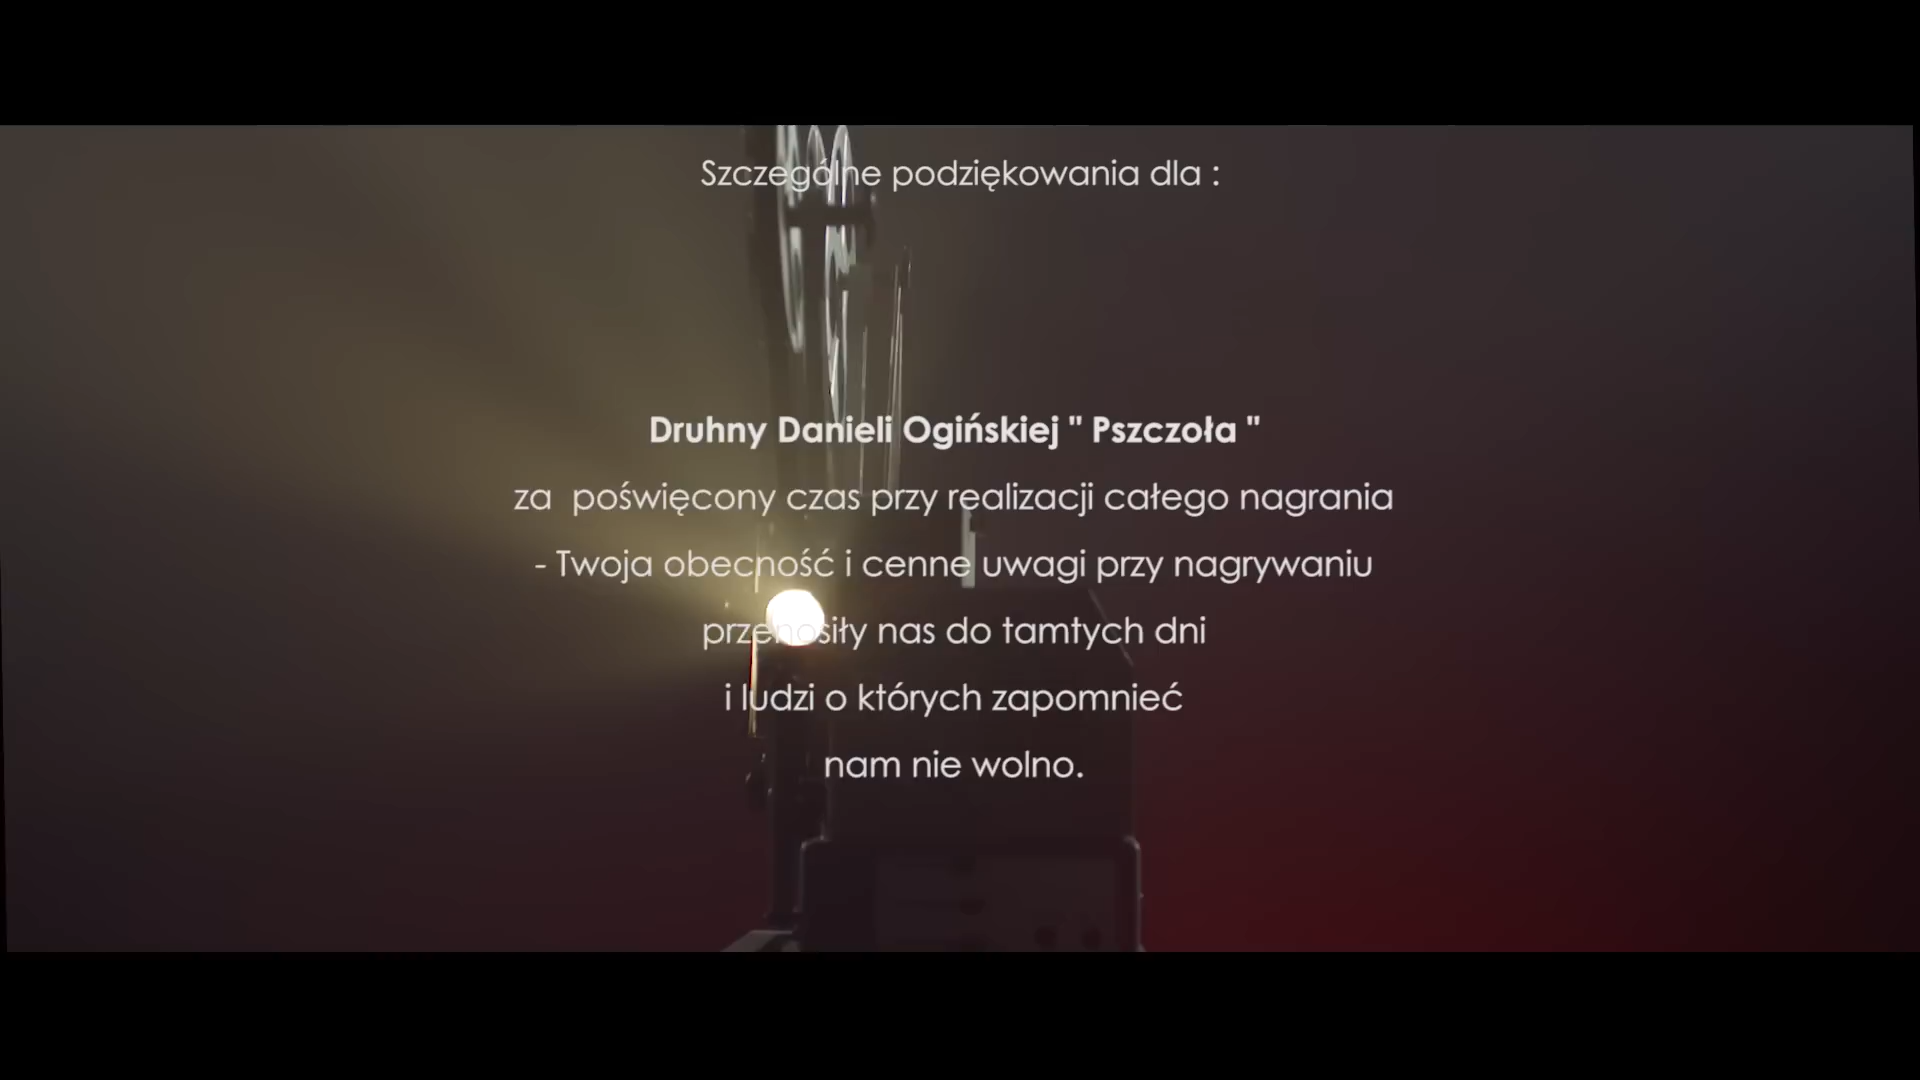 Szczególne podziękowania dla :
Druhny Danieli Ogińskiej " Pszczoła "
za  poświęcony czas przy realizacji całego nagrania
- Twoja obecność i cenne uwagi przy nagrywaniu
przenosiły nas do tamtych dni
i ludzi o których zapomnieć
nam nie wolno.